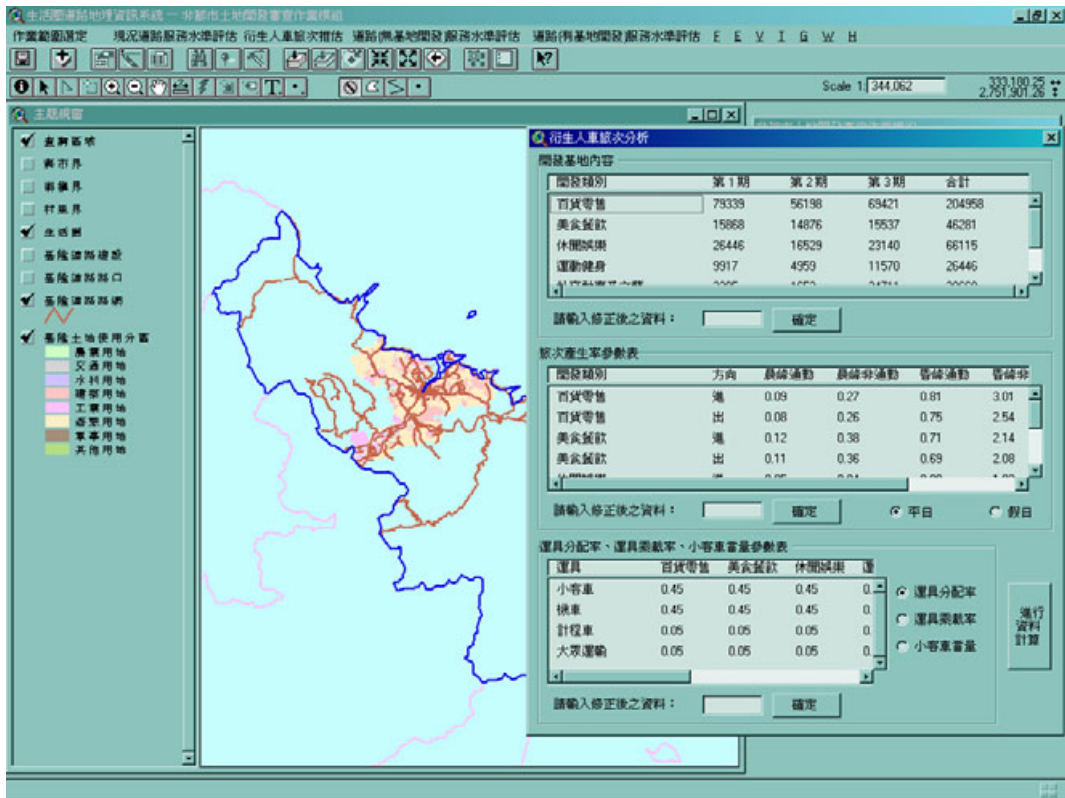 生活圈道路地理資訊系統 — 非都市土地開發審查作業模組
作業範圍選定 現況道路服務水準評估 衍生人車旅次推估 道路(無基地開發)服務水準評估 道路(有基地開發)服務水準評估 F E V I G W H
Scale 1: 344,062 333,180.25 2,751,901.26
主題視窗
查詢區域
縣市界
鄉鎮界
村里界
生活圈
基隆道路建設
基隆道路路口
基隆道路路網
基隆土地使用分區
農業用地
交通用地
水利用地
建築用地
工業用地
遊憩用地
軍事用地
其他用地
衍生人車旅次分析
開發基地內容
開發類別 第1期 第2期 第3期 合計
百貨零售 79339 56198 69421 204958
美食餐飲 15868 14876 15537 46281
休閒娛樂 26446 16529 23140 66115
運動健身 9917 4959 11570 26446
請輸入修正後之資料： 確定
旅次產生率參數表
開發類別 方向 晨峰通勤 晨峰非通勤 昏峰通勤 昏峰非
百貨零售 進 0.09 0.27 0.81 3.01
百貨零售 出 0.08 0.26 0.75 2.54
美食餐飲 進 0.12 0.38 0.71 2.14
美食餐飲 出 0.11 0.36 0.69 2.08
請輸入修正後之資料： 確定 平日 假日
運具分配率、運具乘載率、小客車當量參數表
運具 百貨零售 美食餐飲 休閒娛樂 運
小客車 0.45 0.45 0.45 0.
機車 0.45 0.45 0.45 0.
計程車 0.05 0.05 0.05 0.
大眾運輸 0.05 0.05 0.05 0.
運具分配率
運具乘載率
小客車當量
進行
資料
計算
請輸入修正後之資料： 確定